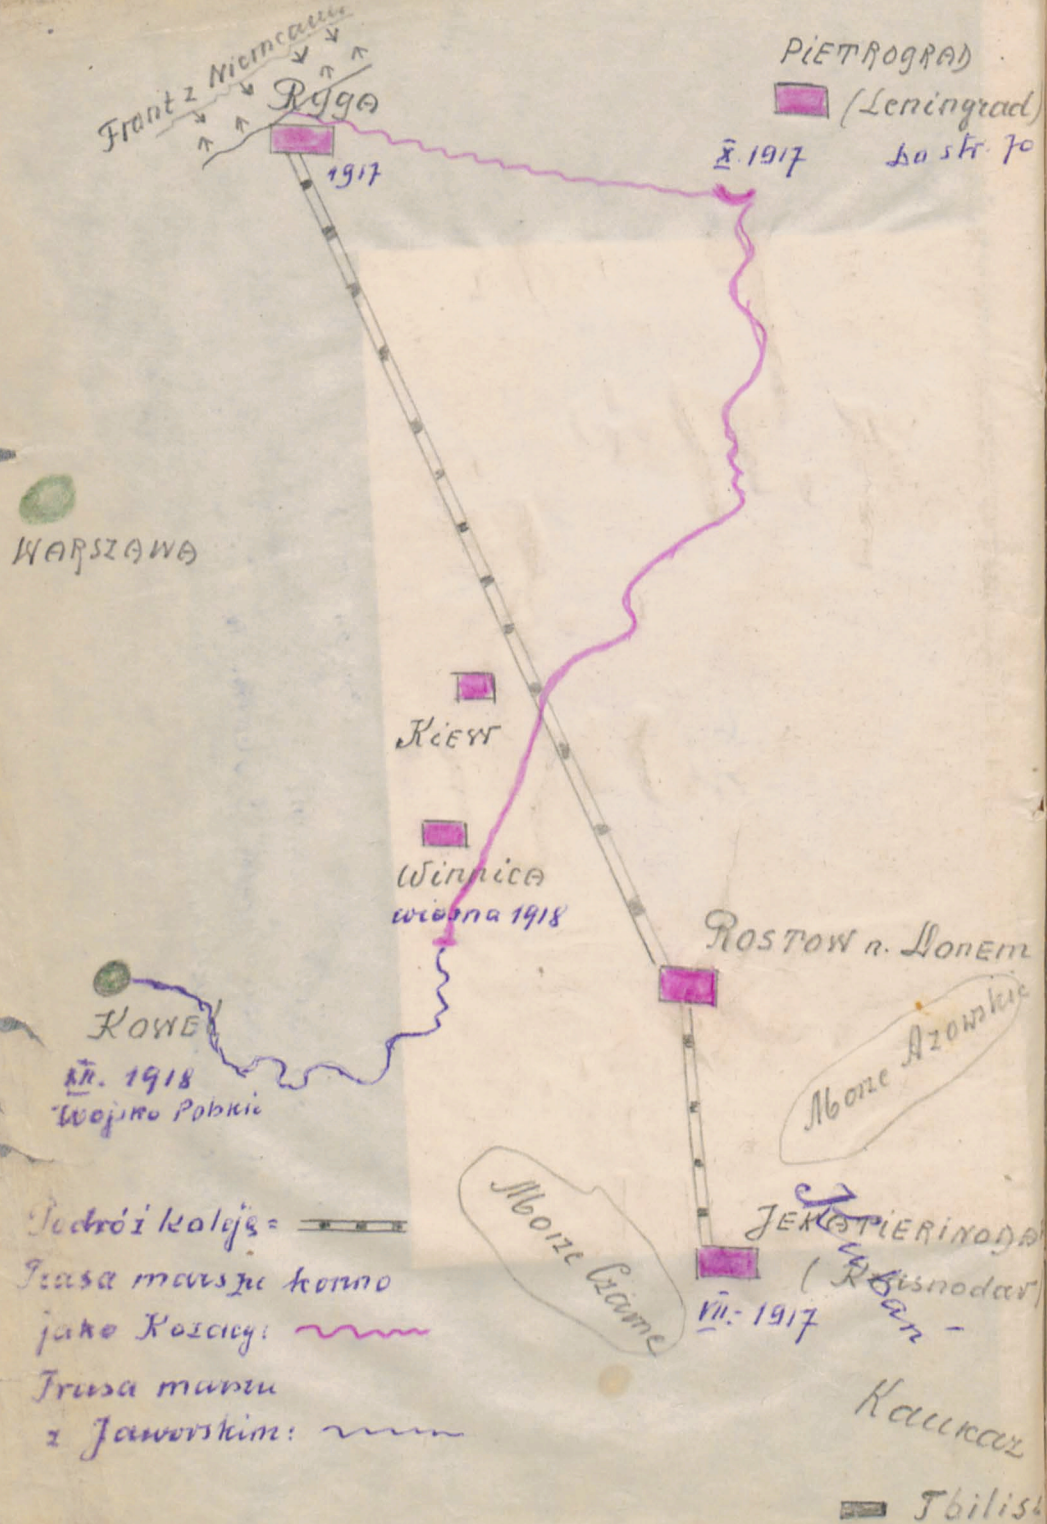 Front z Niemcami
Ryga
1917
PiETROGRAD
(Leningrad)
X. 1917
Do str. 70
WARSZAWA
KiEW
Winnica
wiosna 1918
ROSTOW n. DonEm
KOWEL
XII. 1918
Wojsko Polskie
Morze Azowskie
Morze Czarne
JEKATIERiNODAR
(Krasnodar)
VII.- 1917
Kubań
Podróż koleją =
Trasa marszu konno
jako Kozacy:
Trasa marszu
z Jaworskim:
Kaukaz
Tbilisi